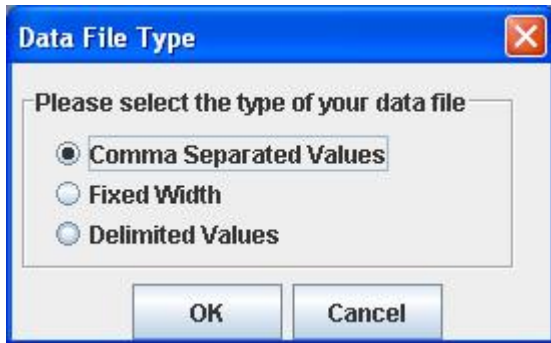 Data File Type
Please select the type of your data file
Comma Separated Values
Fixed Width
Delimited Values
OK Cancel